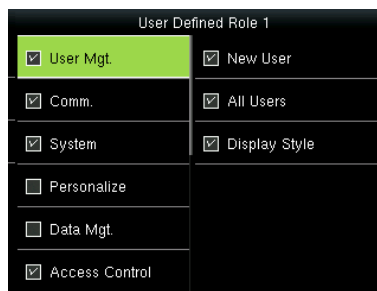 User Defined Role 1
User Mgt.
New User
Comm.
All Users
System
Display Style
Personalize
Data Mgt.
Access Control